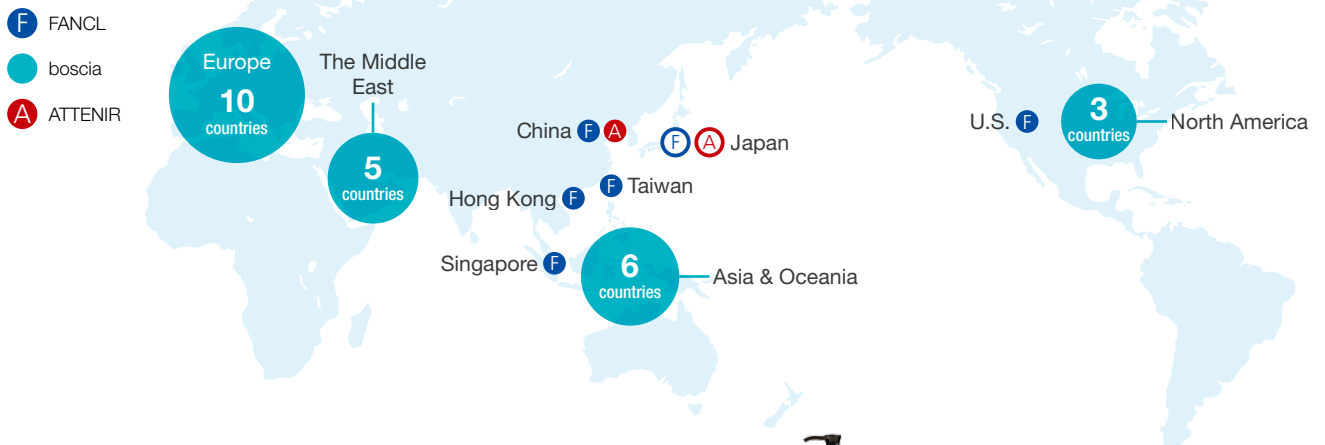 F FANCL
boscia
A ATTENIR
Europe
10
countries
The Middle
East
5
countries
China F A
F A Japan
F Taiwan
Hong Kong F
Singapore F
6
countries
Asia & Oceania
U.S. F
3
countries
North America